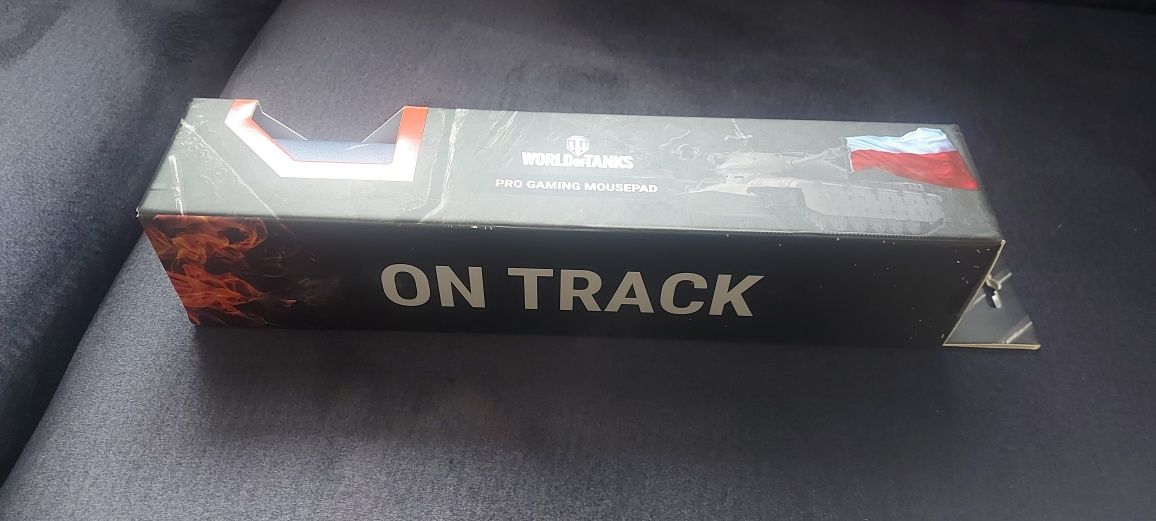 WORLD OF TANKS
PRO GAMING MOUSEPAD
ON TRACK